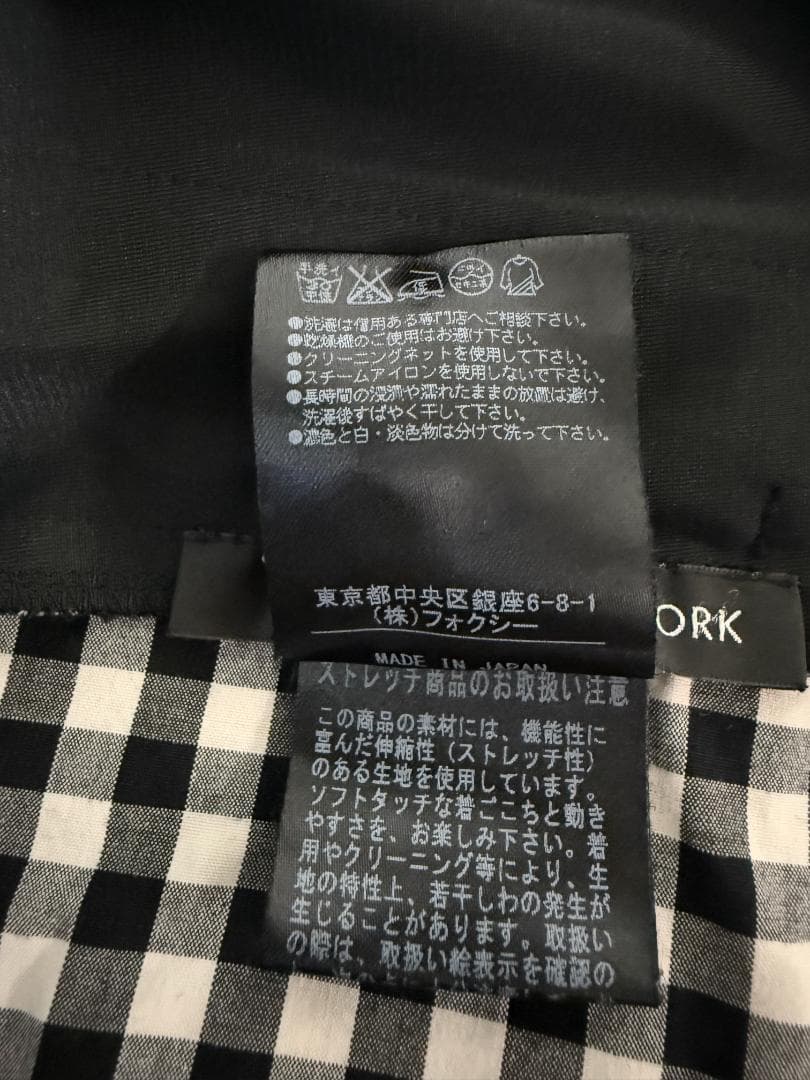 手洗イ
中性
低
ドライ
セキユ系
●洗濯は信用ある専門店へご相談下さい。
●乾燥機のご使用はお避け下さい。
●クリーニングネットを使用して下さい。
●スチームアイロンを使用しないで下さい。
●長時間の浸漬や濡れたままの放置は避け、
洗濯後すばやく干して下さい。
●濃色と白・淡色物は分けて洗って下さい。
東京都中央区銀座6-8-1
(株)フォクシー
ORK
MADE IN JAPAN
ストレッチ商品のお取扱い注意
この商品の素材には、機能性に
富んだ伸縮性（ストレッチ性）
のある生地を使用しています。
ソフトタッチな着ごこちと動き
やすさを、お楽しみ下さい。着
用やクリーニング等により、生
地の特性上、若干しわの発生が
生じることがあります。取扱い
の際は、取扱い絵表示を確認の